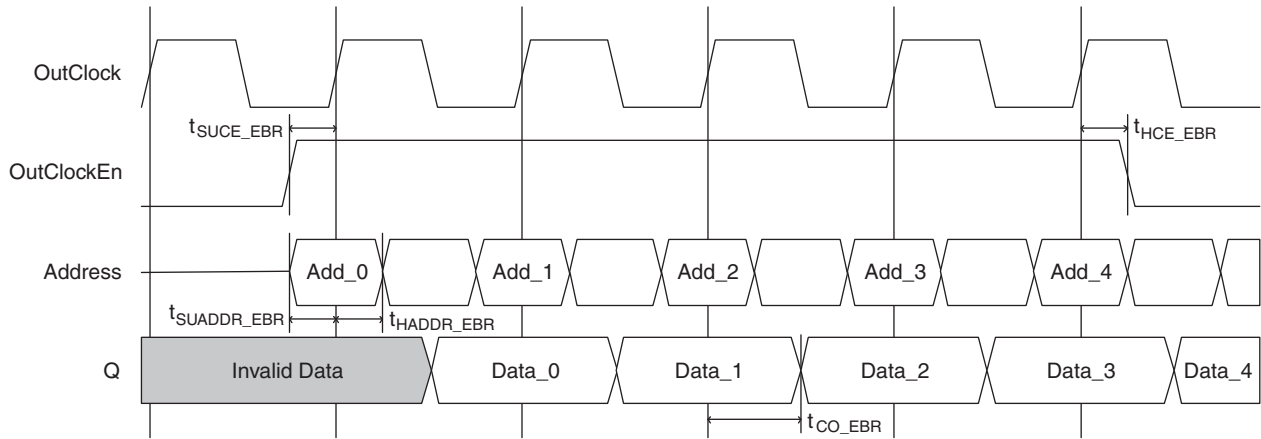 OutClock
tSUCE_EBR
tHCE_EBR
OutClockEn
Address Add_0 Add_1 Add_2 Add_3 Add_4
tSUADDR_EBR tHADDR_EBR
Q Invalid Data Data_0 Data_1 Data_2 Data_3 Data_4
tCO_EBR